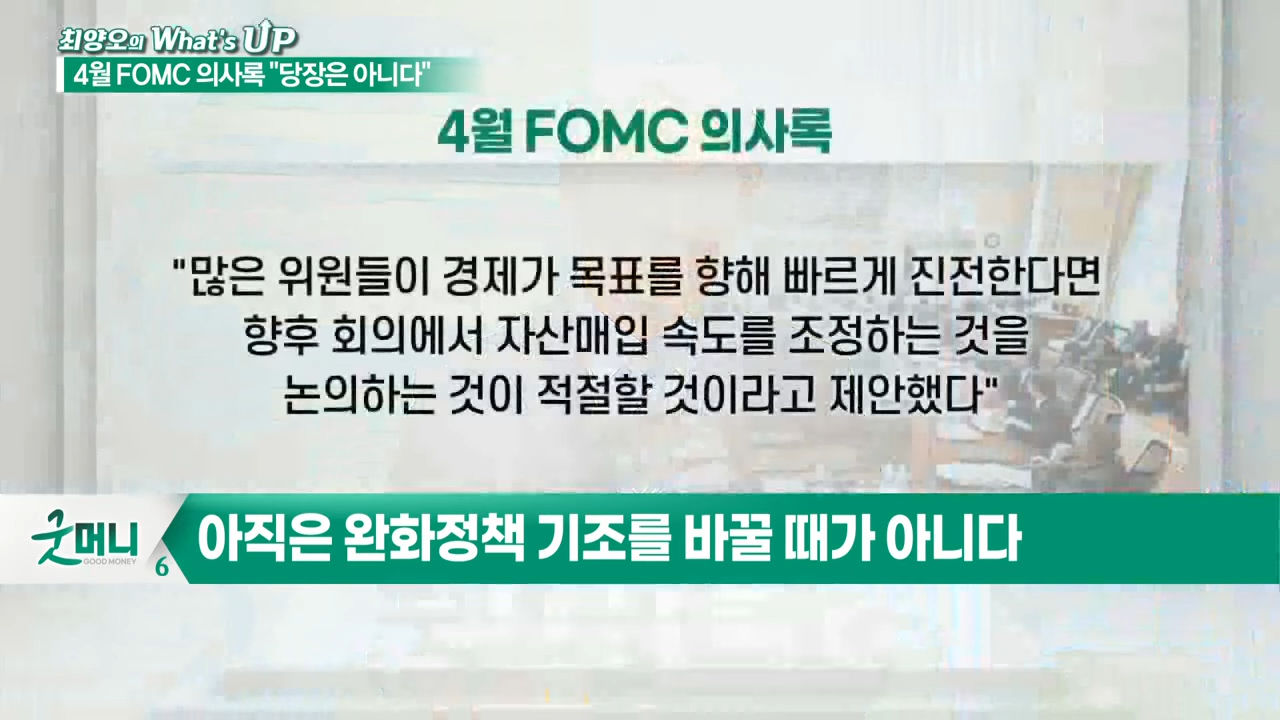 최양오의 What's UP
4월 FOMC 의사록 "당장은 아니다"
4월 FOMC 의사록
"많은 위원들이 경제가 목표를 향해 빠르게 진전한다면
향후 회의에서 자산매입 속도를 조정하는 것을
논의하는 것이 적절할 것이라고 제안했다"
굿머니
GOOD MONEY
6
아직은 완화정책 기조를 바꿀 때가 아니다